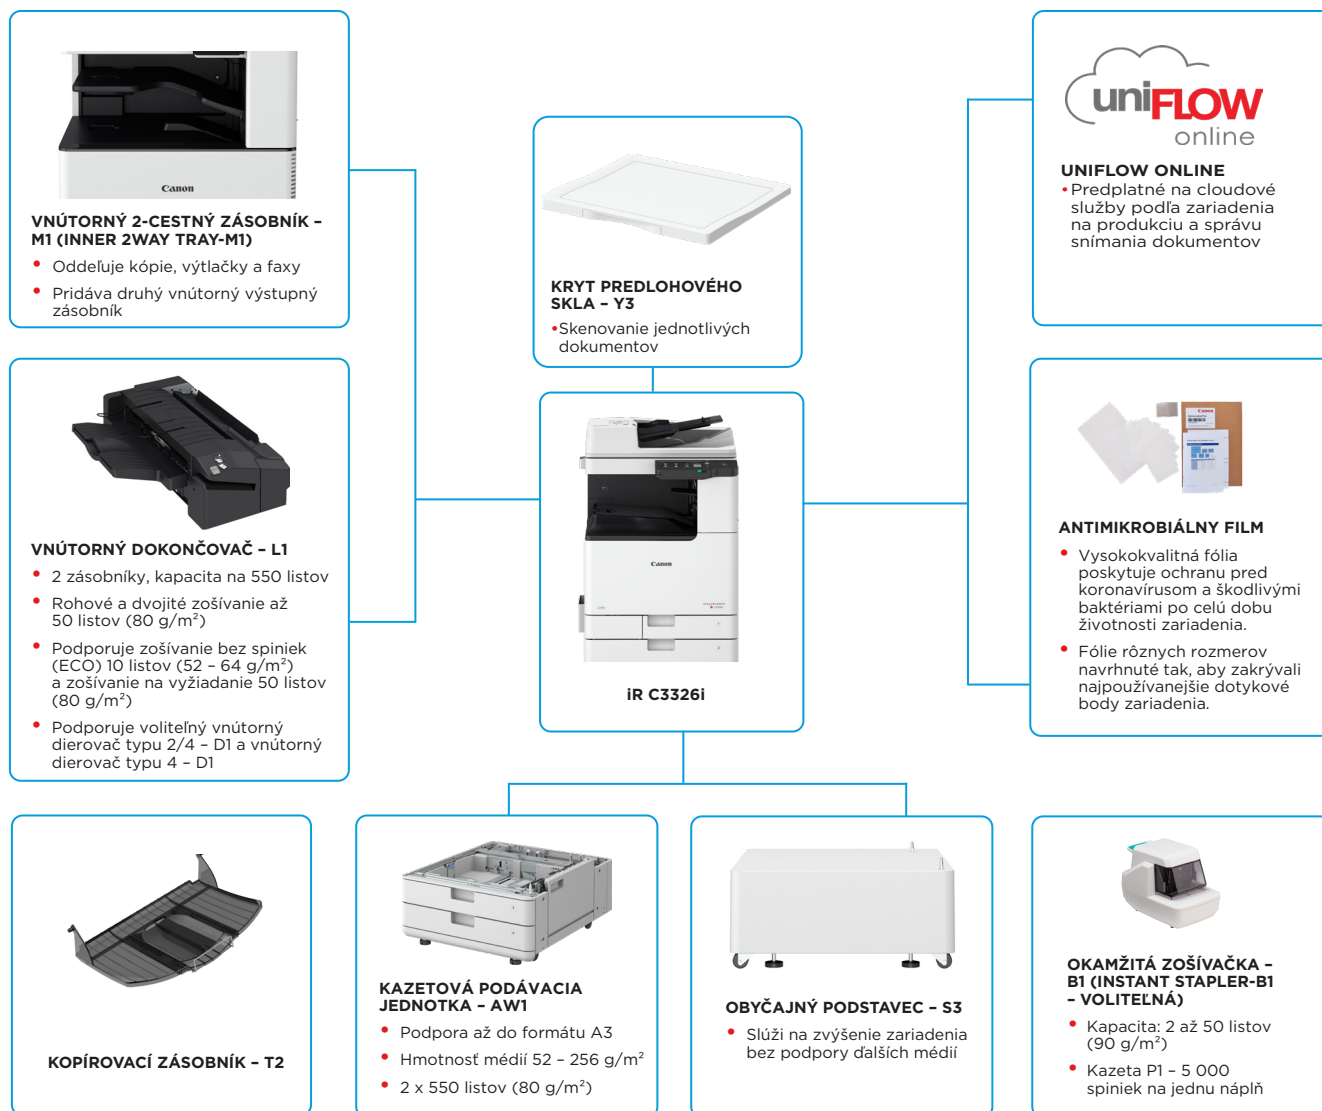 Canon
VNÚTORNÝ 2-CESTNÝ ZÁSOBNÍK –
M1 (INNER 2WAY TRAY-M1)
• Oddeľuje kópie, výtlačky a faxy
• Pridáva druhý vnútorný výstupný
zásobník
KRYT PREDLOHOVÉHO
SKLA – Y3
•Skenovanie jednotlivých
dokumentov
uniFLOW
online
UNIFLOW ONLINE
•Predplatné na cloudové
služby podľa zariadenia
na produkciu a správu
snímania dokumentov
VNÚTORNÝ DOKONČOVAČ – L1
• 2 zásobníky, kapacita na 550 listov
• Rohové a dvojité zošívanie až
50 listov (80 g/m²)
• Podporuje zošívanie bez spiniek
(ECO) 10 listov (52 – 64 g/m²)
a zošívanie na vyžiadanie 50 listov
(80 g/m²)
• Podporuje voliteľný vnútorný
dierovač typu 2/4 – D1 a vnútorný
dierovač typu 4 – D1
Canon
iR C3326i
Canon
ANTIMIKROBIÁLNY FILM
• Vysokokvalitná fólia
poskytuje ochranu pred
koronavírusom a škodlivými
baktériami po celú dobu
životnosti zariadenia.
• Fólie rôznych rozmerov
navrhnuté tak, aby zakrývali
najpoužívanejšie dotykové
body zariadenia.
KOPÍROVACÍ ZÁSOBNÍK – T2
KAZETOVÁ PODÁVACIA
JEDNOTKA – AW1
• Podpora až do formátu A3
• Hmotnosť médií 52 – 256 g/m²
• 2 x 550 listov (80 g/m²)
OBYČAJNÝ PODSTAVEC – S3
• Slúži na zvýšenie zariadenia
bez podpory ďalších médií
OKAMŽITÁ ZOŠÍVAČKA –
B1 (INSTANT STAPLER-B1
– VOLITEĽNÁ)
• Kapacita: 2 až 50 listov
(90 g/m²)
• Kazeta P1 – 5 000
spiniek na jednu náplň